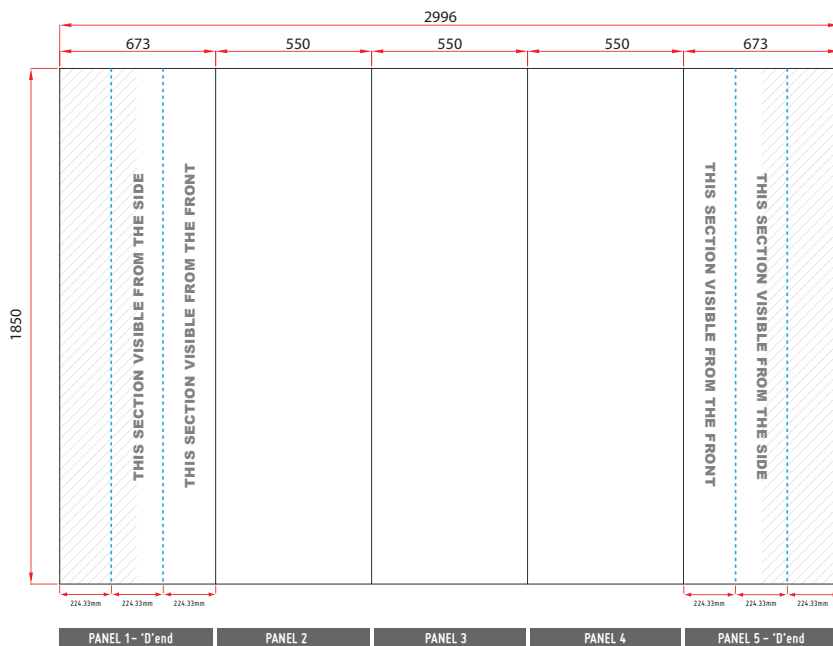 2996
673
550
550
550
673
1850
THIS SECTION VISIBLE FROM THE SIDE
THIS SECTION VISIBLE FROM THE FRONT
THIS SECTION VISIBLE FROM THE FRONT
THIS SECTION VISIBLE FROM THE SIDE
224.33mm
224.33mm
224.33mm
224.33mm
224.33mm
224.33mm
PANEL 1– 'D'end
PANEL 2
PANEL 3
PANEL 4
PANEL 5 – 'D'end